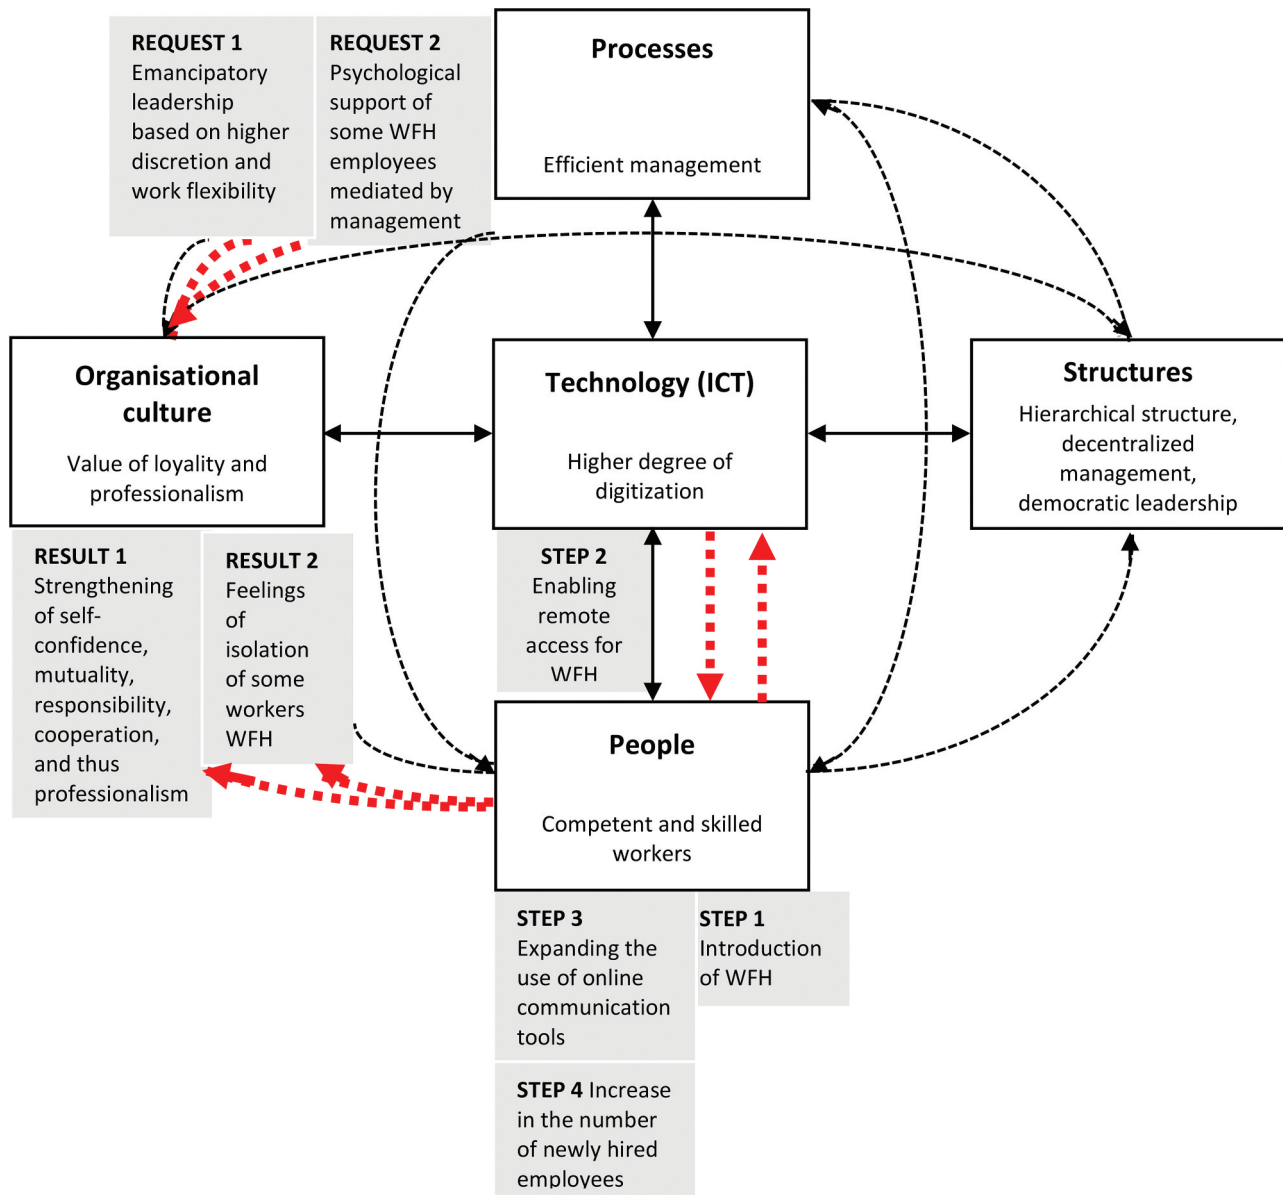 REQUEST 1
Emancipatory
leadership
based on higher
discretion and
work flexibility
REQUEST 2
Psychological
support of
some WFH
employees
mediated by
management
Processes
Efficient management
Organisational
culture
Value of loyality and
professionalism
Technology (ICT)
Higher degree of
digitization
Structures
Hierarchical structure,
decentralized
management,
democratic leadership
RESULT 1
Strengthening
of self-
confidence,
mutuality,
responsibility,
cooperation,
and thus
professionalism
RESULT 2
Feelings
of
isolation
of some
workers
WFH
STEP 2
Enabling
remote
access for
WFH
People
Competent and skilled
workers
STEP 3
Expanding the
use of online
communication
tools
STEP 1
Introduction
of WFH
STEP 4 Increase
in the number
of newly hired
employees